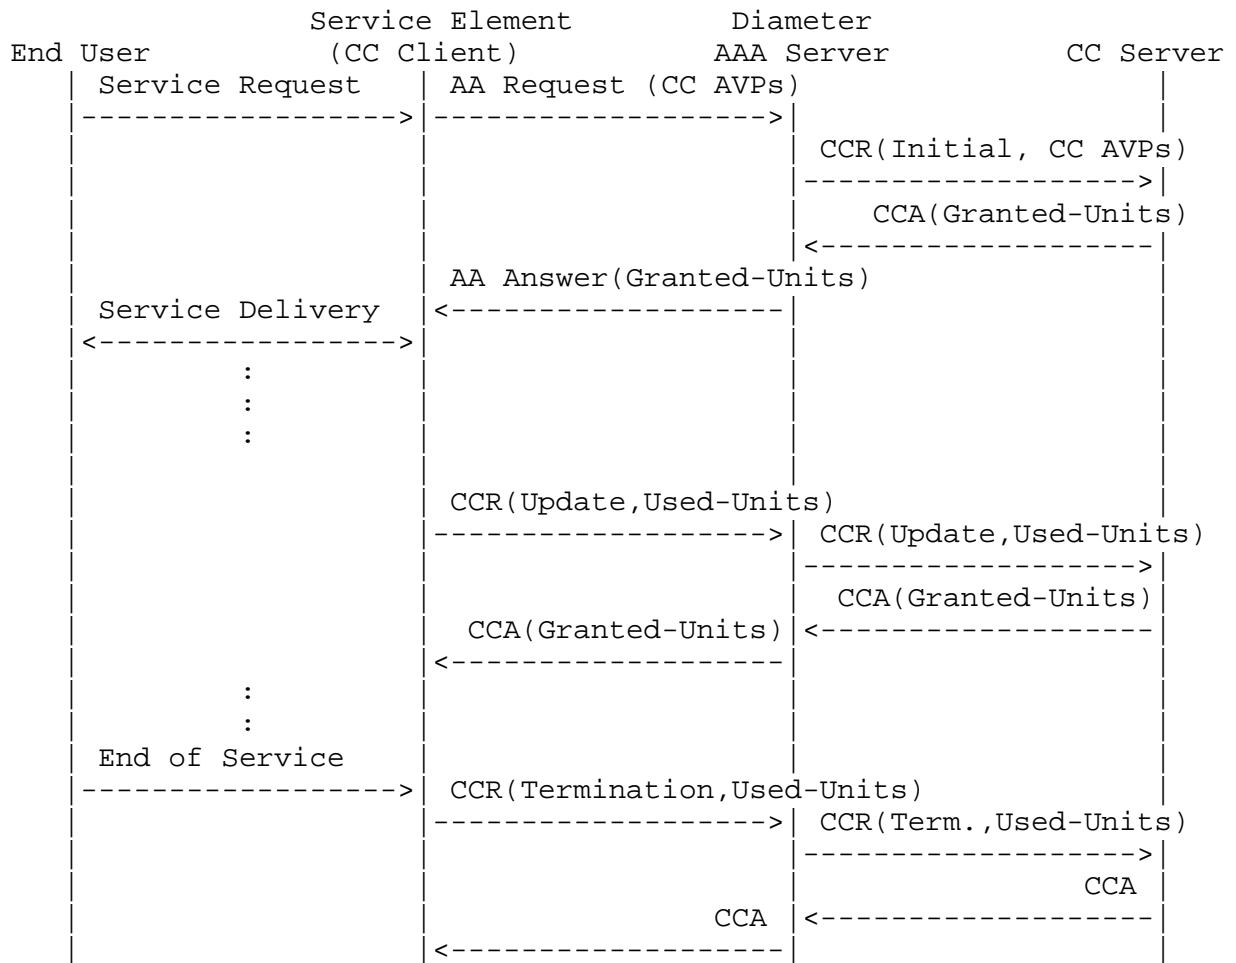 Service Element Diameter
End User (CC Client) AAA Server CC Server
Service Request AA Request (CC AVPs)
CCR(Initial, CC AVPs)
CCA(Granted-Units)
AA Answer(Granted-Units)
Service Delivery
:
:
:
CCR(Update,Used-Units)
CCR(Update,Used-Units)
CCA(Granted-Units)
CCA(Granted-Units)
:
:
End of Service
CCR(Termination,Used-Units)
CCR(Term.,Used-Units)
CCA
CCA